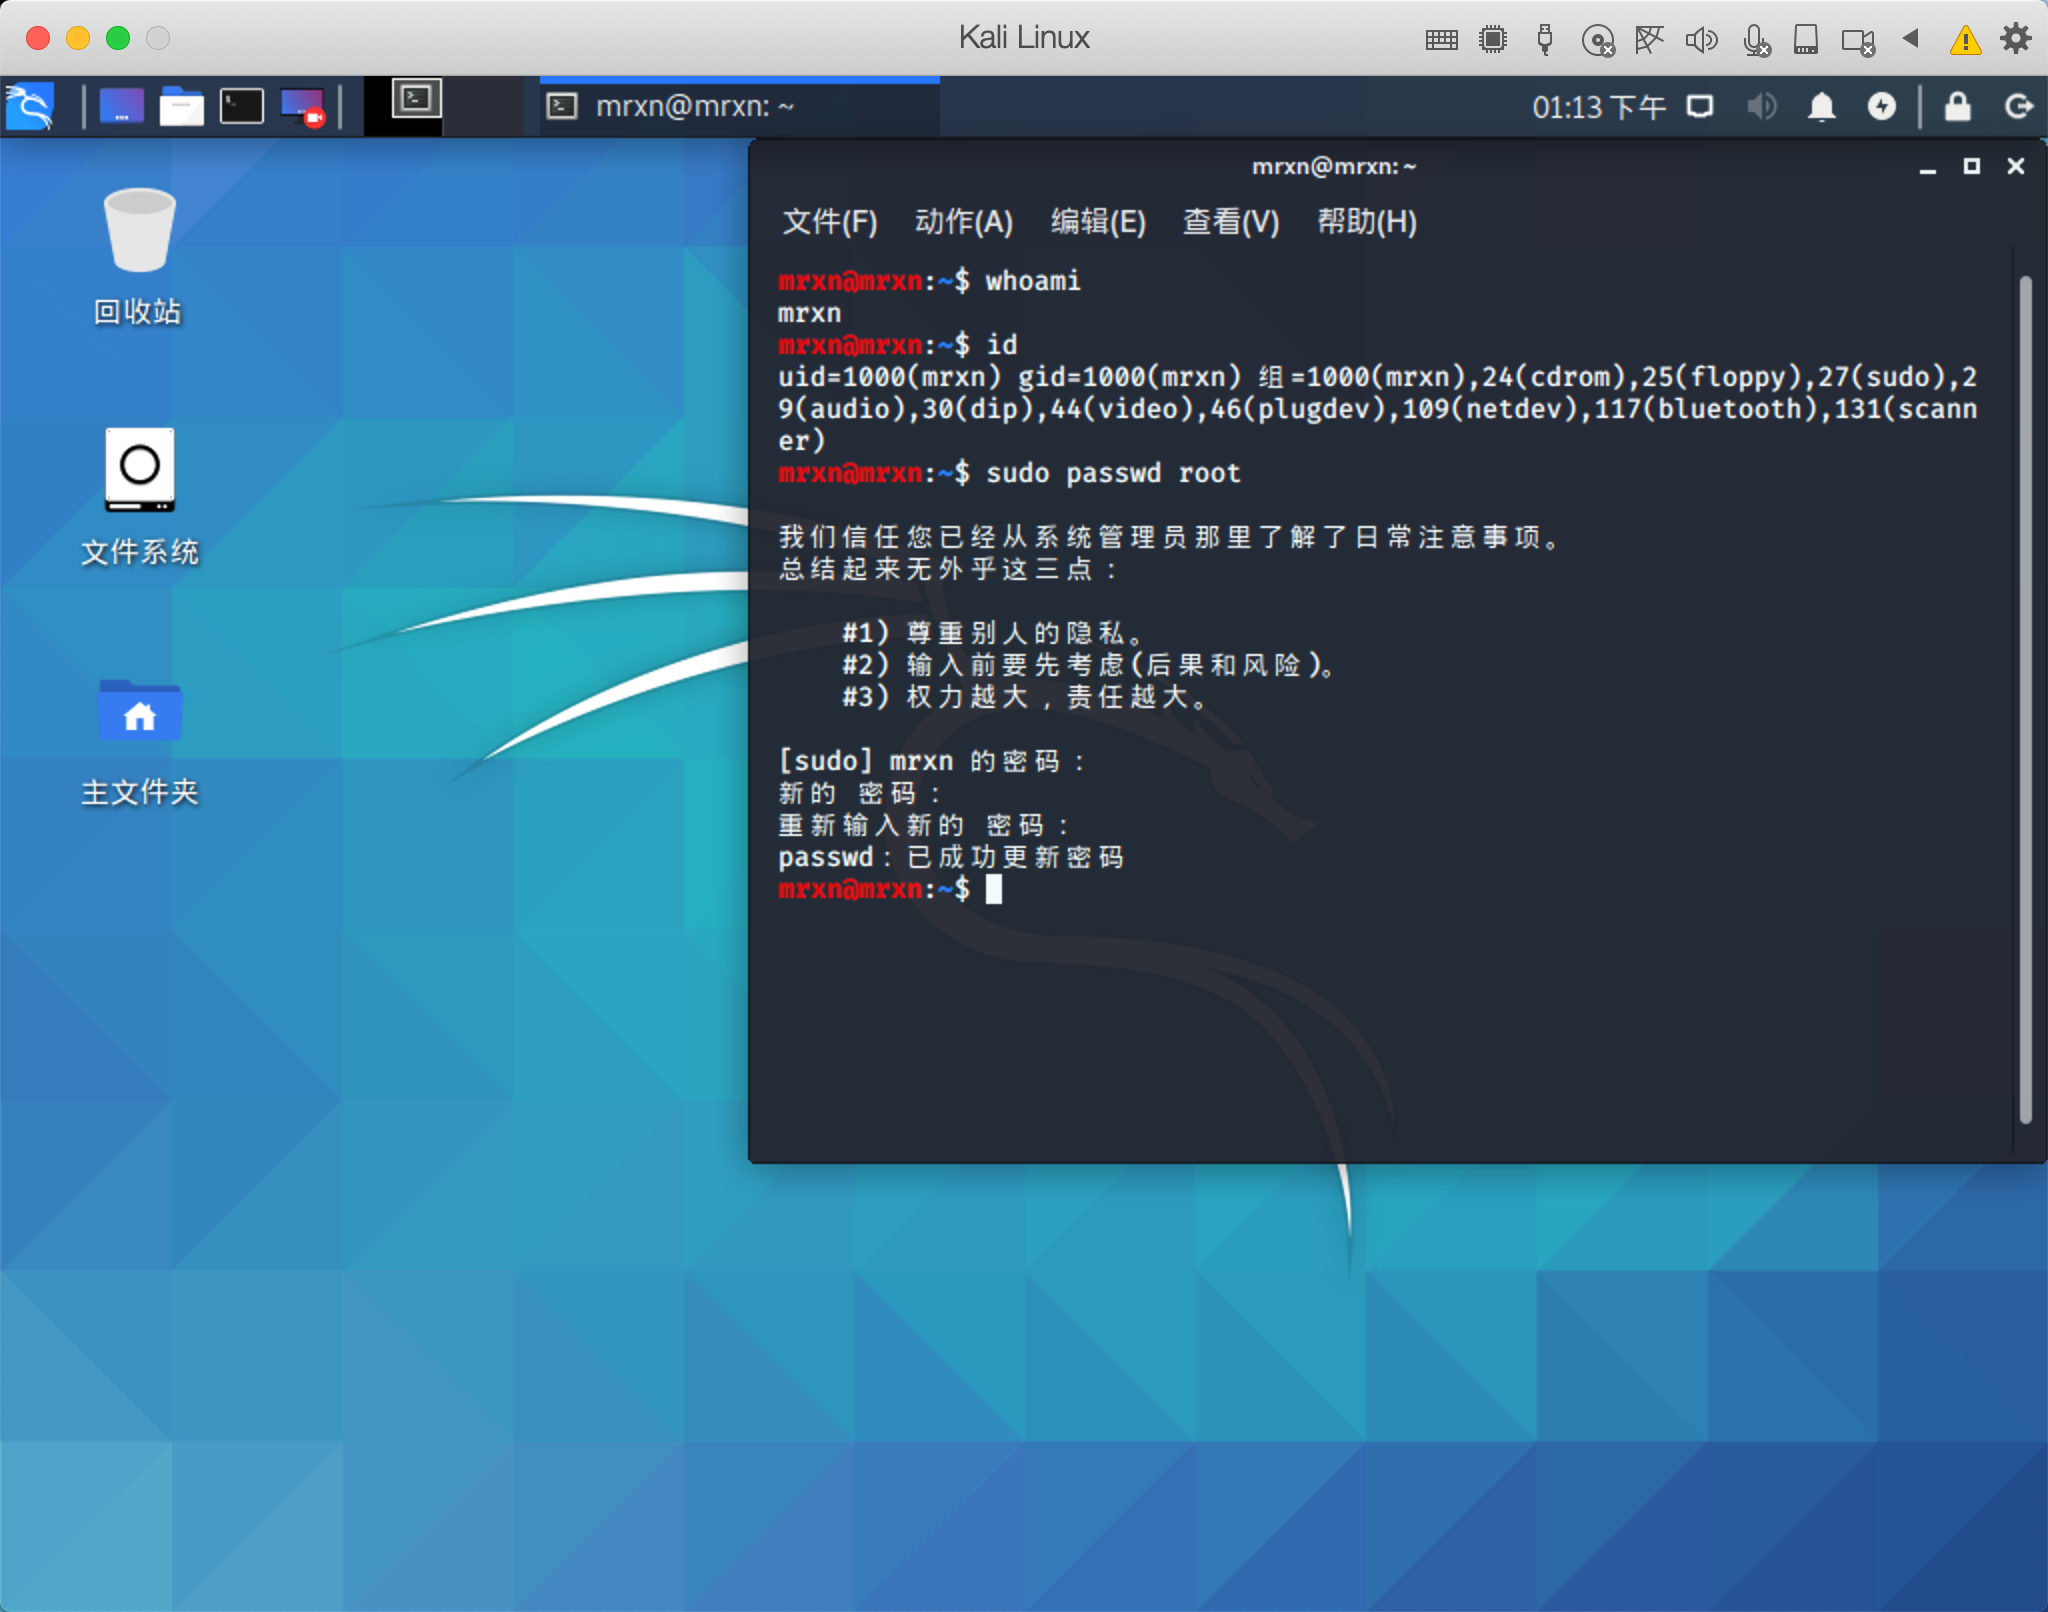 Kali Linux
mrxn@mrxn: ~
01:13 下午
回收站
文件系统
主文件夹
mrxn@mrxn: ~
文件(F) 动作(A) 编辑(E) 查看(V) 帮助(H)
mrxn@mrxn:~$ whoami
mrxn
mrxn@mrxn:~$ id
uid=1000(mrxn) gid=1000(mrxn) 组=1000(mrxn),24(cdrom),25(floppy),27(sudo),2
9(audio),30(dip),44(video),46(plugdev),109(netdev),117(bluetooth),131(scann
er)
mrxn@mrxn:~$ sudo passwd root
我们信任您已经从系统管理员那里了解了日常注意事项。
总结起来无外乎这三点：
#1) 尊重别人的隐私。
#2) 输入前要先考虑(后果和风险)。
#3) 权力越大，责任越大。
[sudo] mrxn 的密码：
新的 密码：
重新输入新的 密码：
passwd：已成功更新密码
mrxn@mrxn:~$